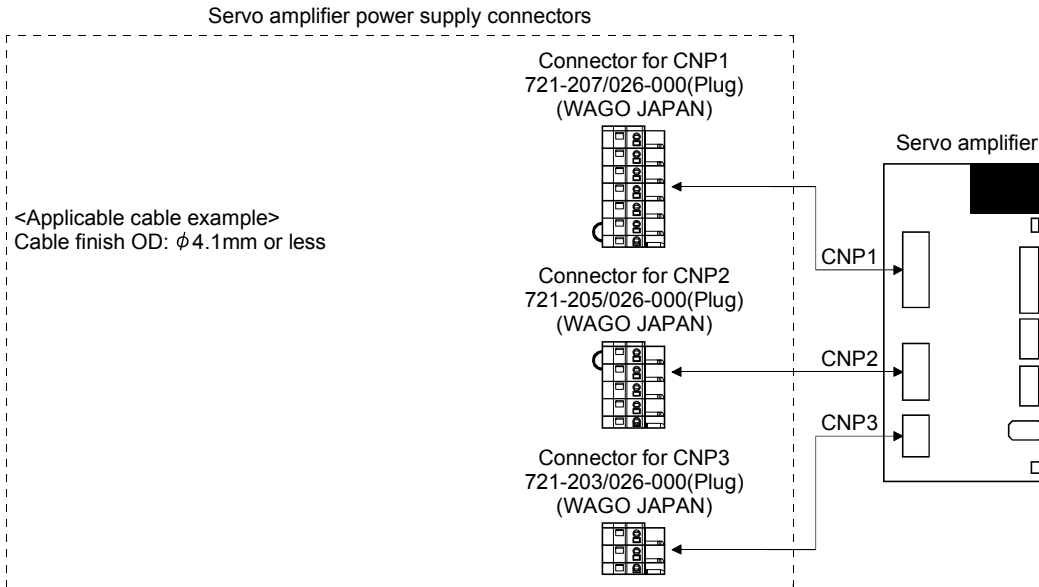 Servo amplifier power supply connectors
Connector for CNP1
721-207/026-000(Plug)
(WAGO JAPAN)
Servo amplifier
<Applicable cable example>
Cable finish OD: ϕ4.1mm or less
CNP1
Connector for CNP2
721-205/026-000(Plug)
(WAGO JAPAN)
CNP2
CNP3
Connector for CNP3
721-203/026-000(Plug)
(WAGO JAPAN)